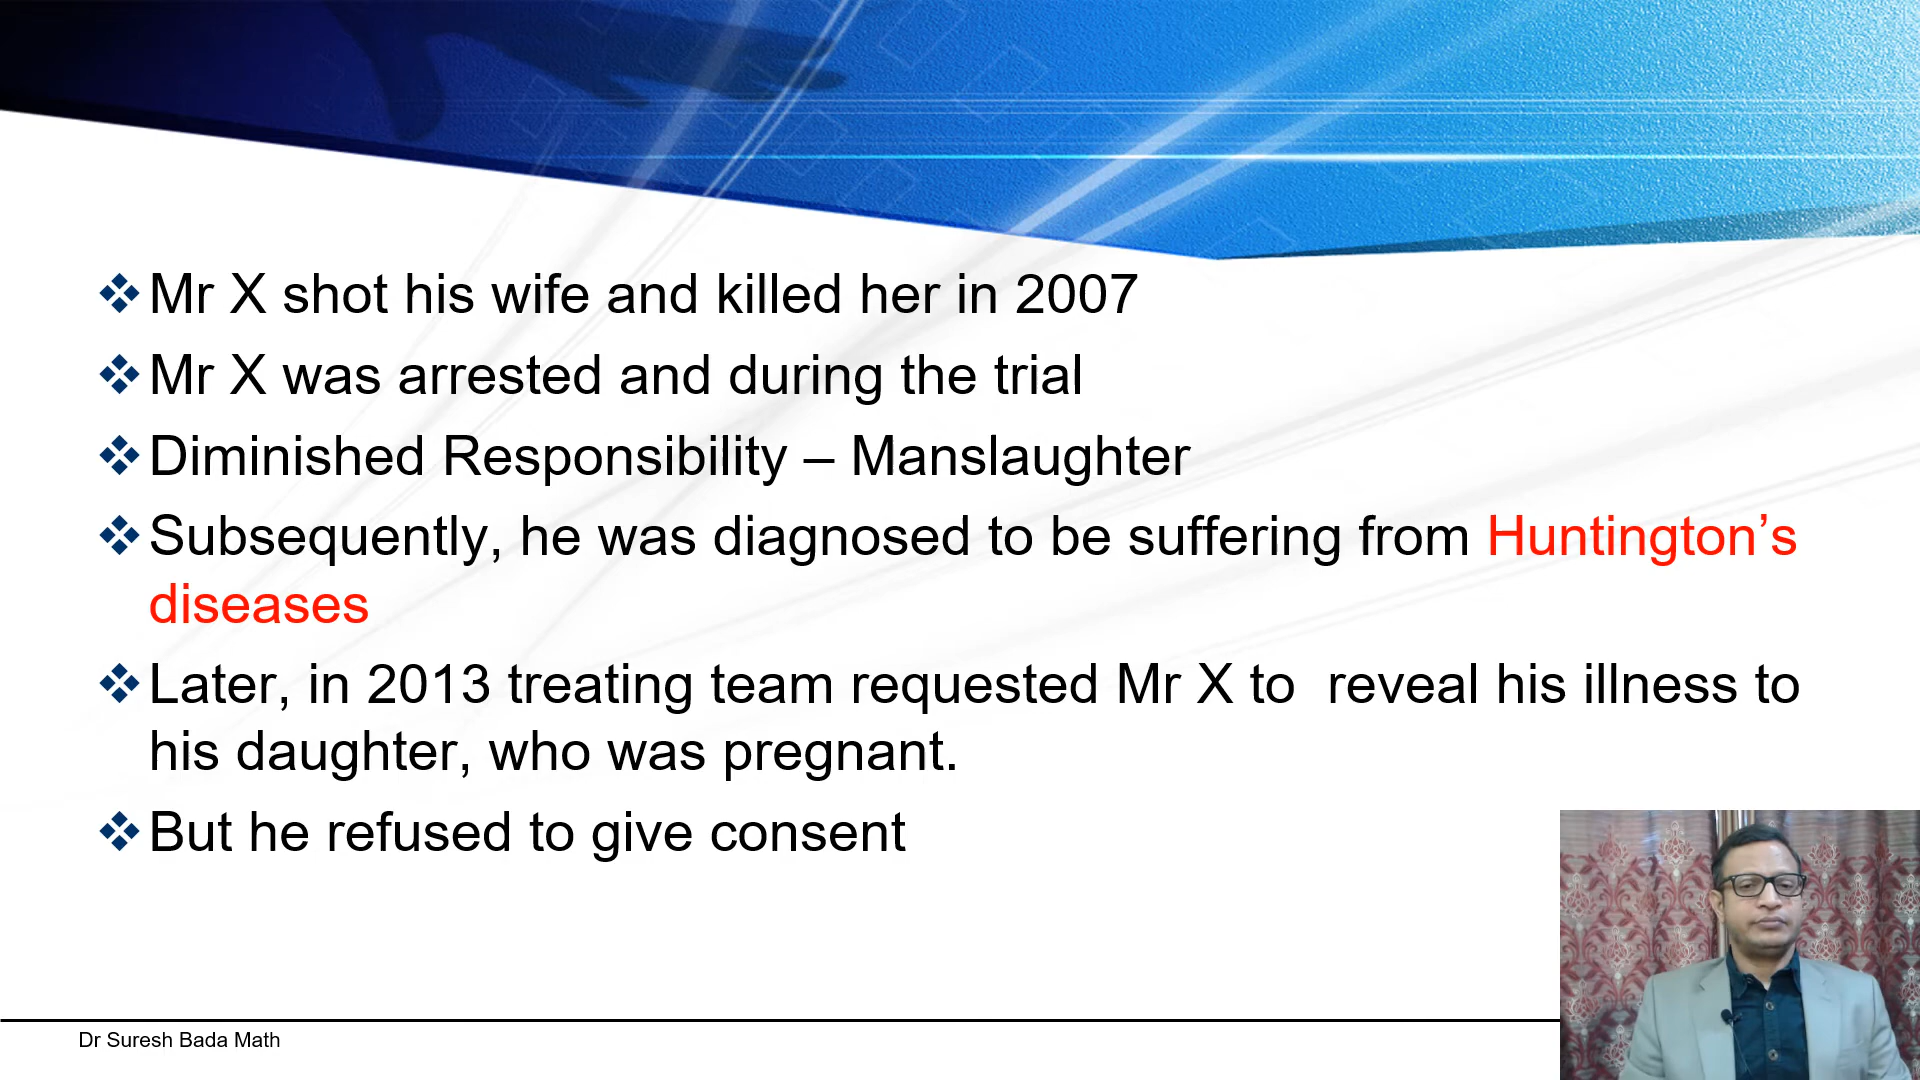 Mr X shot his wife and killed her in 2007
Mr X was arrested and during the trial
Diminished Responsibility – Manslaughter
Subsequently, he was diagnosed to be suffering from Huntington’s
diseases
Later, in 2013 treating team requested Mr X to  reveal his illness to
his daughter, who was pregnant.
But he refused to give consent
Dr Suresh Bada Math